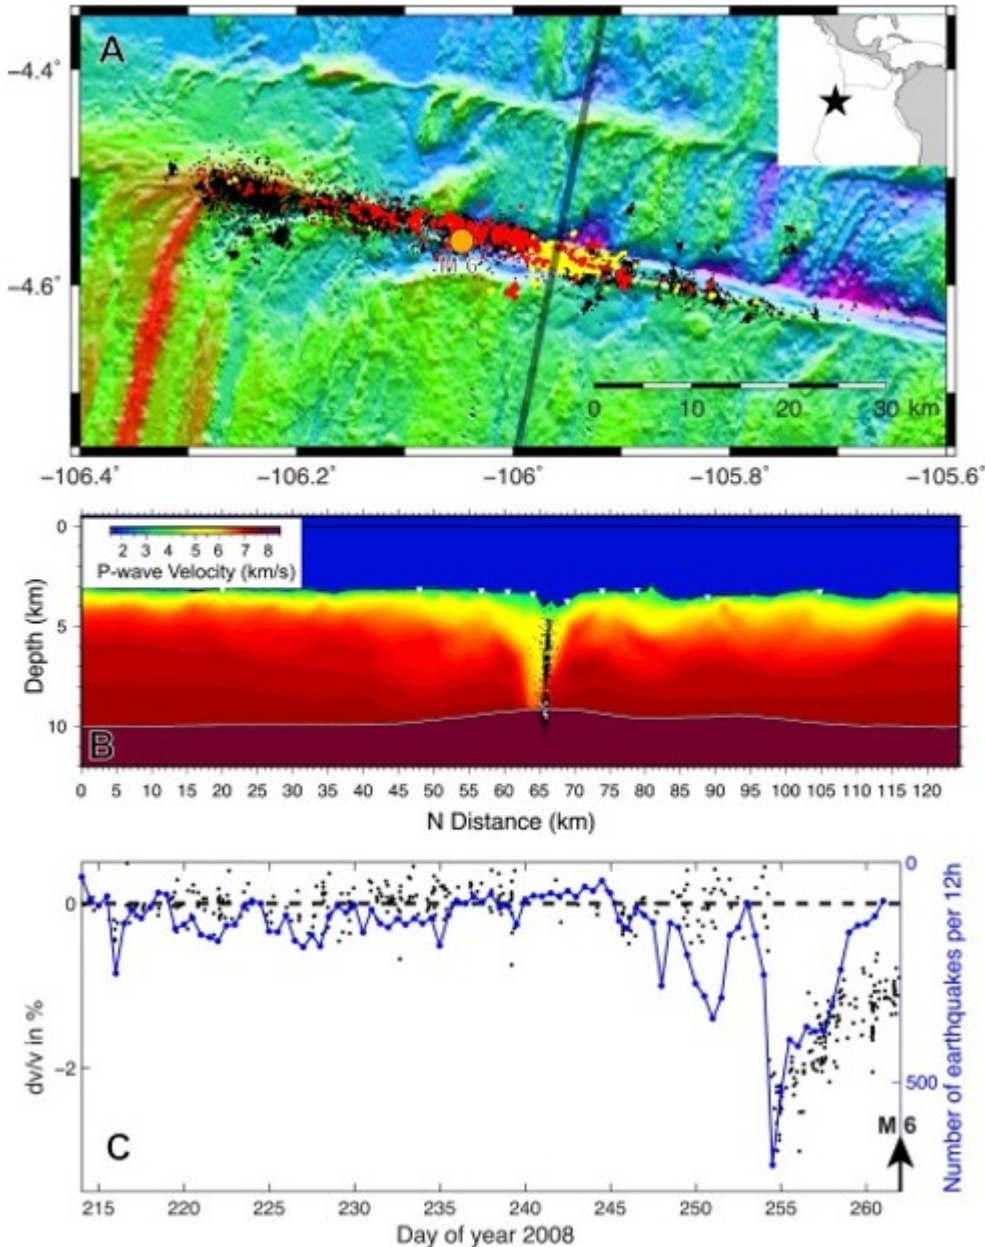 A
−4.4˚
−4.6˚
M 6
0 10 20 30 km
−106.4˚ −106.2˚ −106˚ −105.8˚ −105.6˚
2 3 4 5 6 7 8
P-wave Velocity (km/s)
0
5
10
Depth (km)
B
0 5 10 15 20 25 30 35 40 45 50 55 60 65 70 75 80 85 90 95 100 105 110 115 120
N Distance (km)
0
−2
dv/v in %
0
500
Number of earthquakes per 12h
M 6
C
215 220 225 230 235 240 245 250 255 260
Day of year 2008